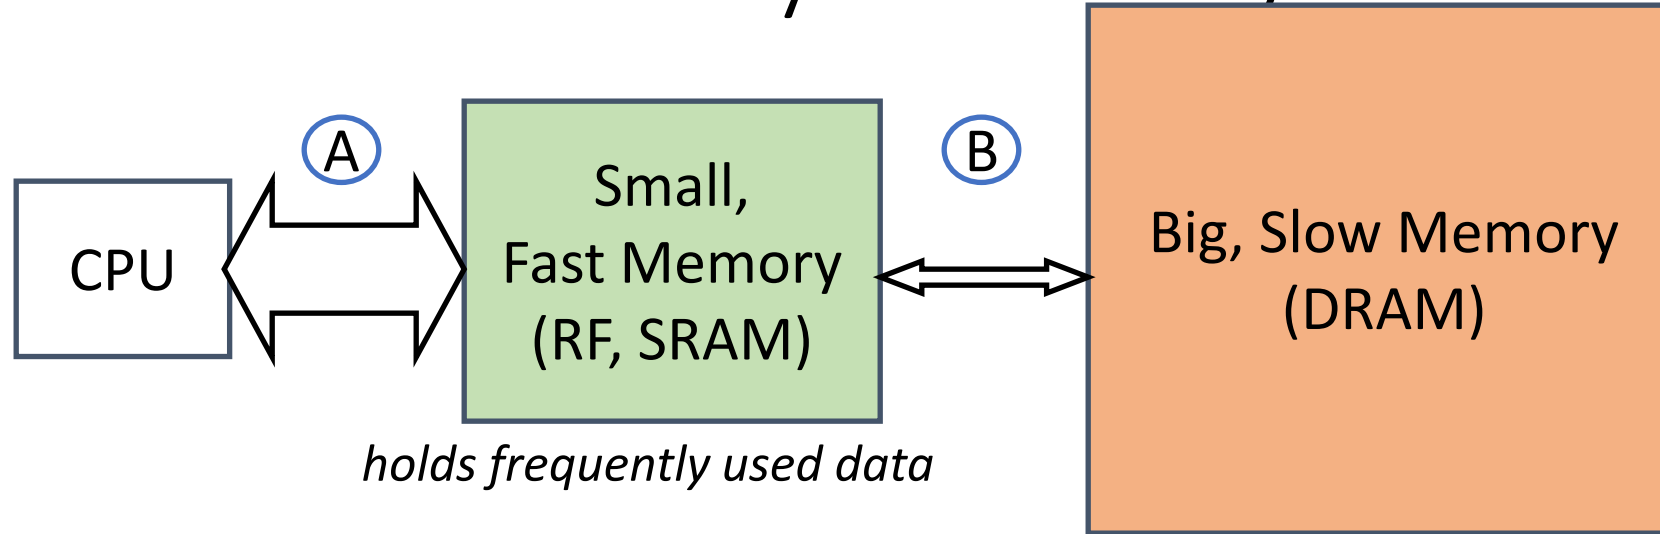 A
B
CPU
Small,
Fast Memory
(RF, SRAM)
Big, Slow Memory
(DRAM)
holds frequently used data